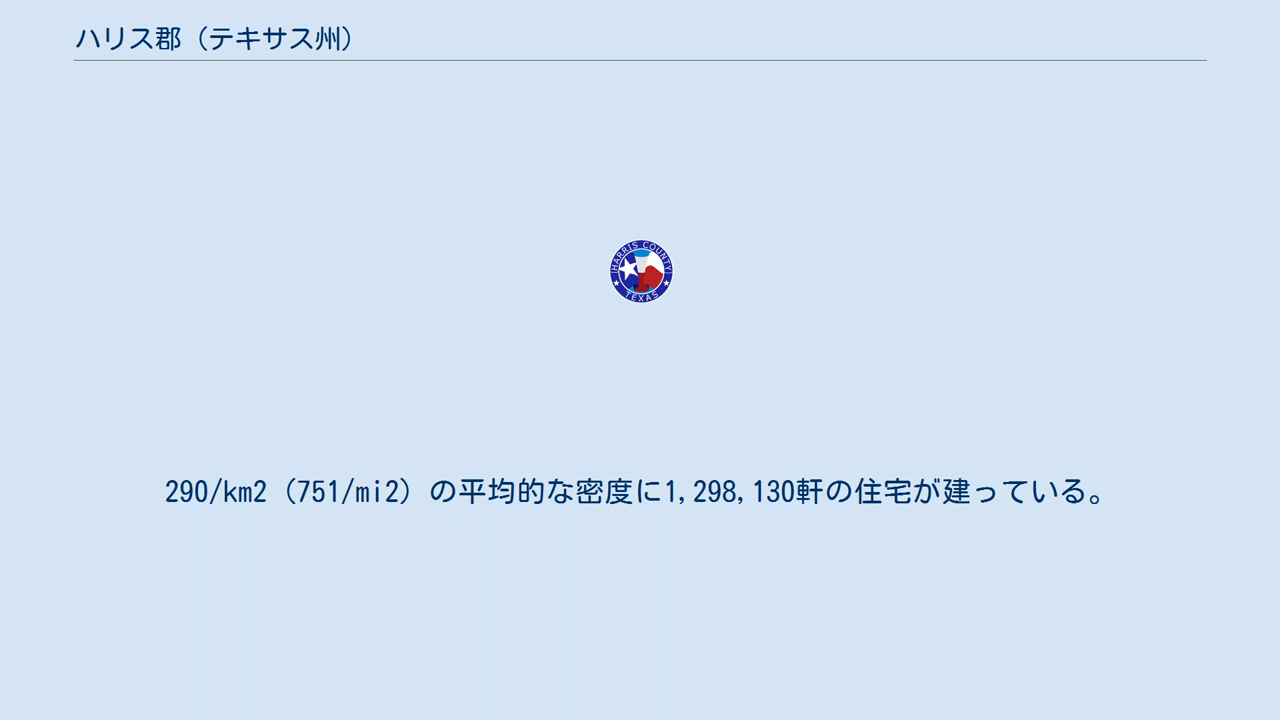 ハリス郡（テキサス州）
HARRIS COUNTY
TEXAS
290/km2（751/mi2）の平均的な密度に1,298,130軒の住宅が建っている。